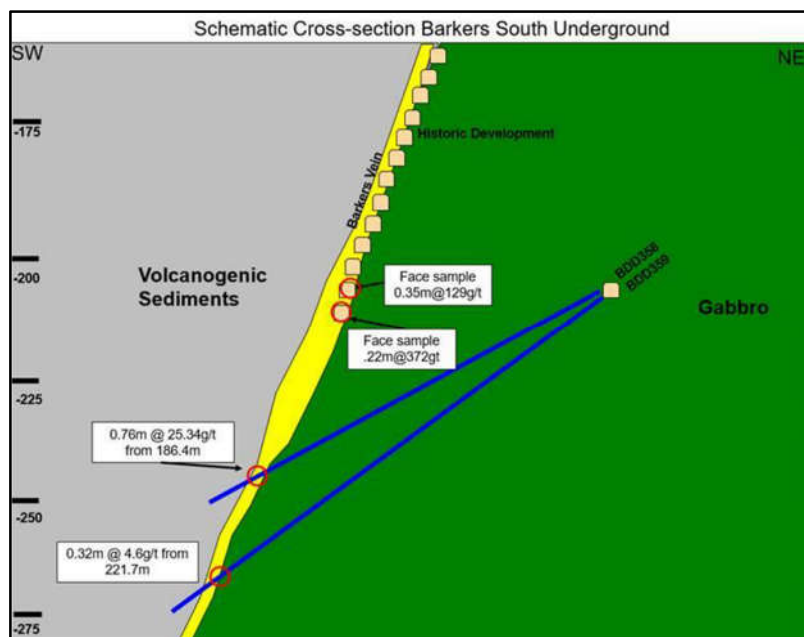 Schematic Cross-section Barkers South Underground
SW
NE
-175
Historic Development
Barkers Vein
-200
Volcanogenic
Sediments
Face sample
0.35m@129g/t
BDD358
BDD359
Gabbro
Face sample
.22m@372gt
-225
0.76m @ 25.34g/t
from 186.4m
-250
0.32m @ 4.6g/t from
221.7m
-275